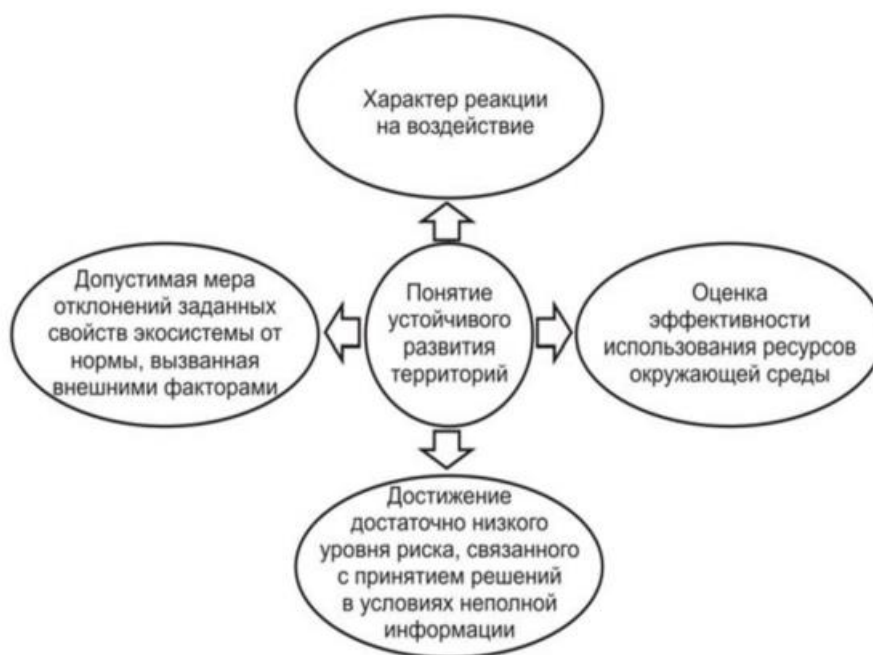 Характер реакции
на воздействие
Допустимая мера
отклонений заданных
свойств экосистемы от
нормы, вызванная
внешними факторами
Понятие
устойчивого
развития
территорий
Оценка
эффективности
использования ресурсов
окружающей среды
Достижение
достаточно низкого
уровня риска, связанного
с принятием решений
в условиях неполной
информации